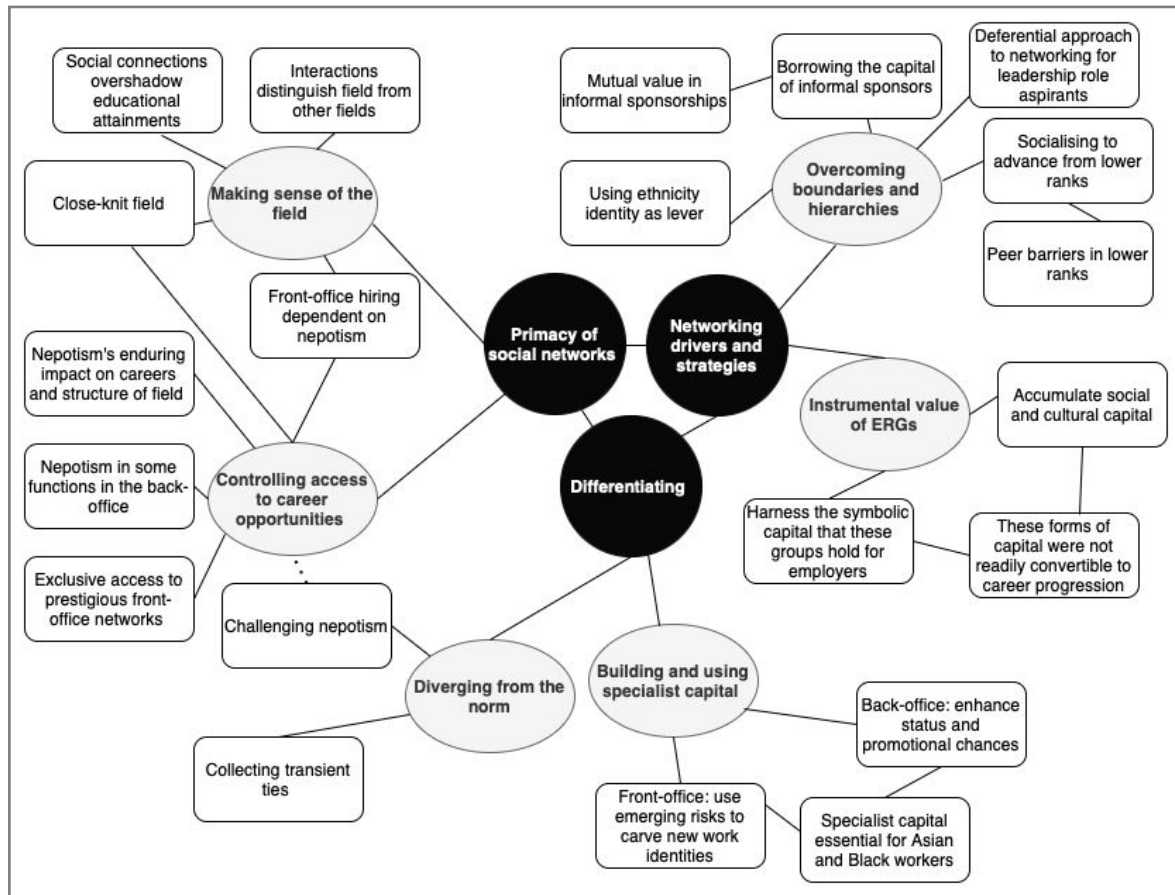 Social connections
overshadow
educational
attainments
Interactions
distinguish field from
other fields
Making sense of the
field
Close-knit field
Front-office hiring
dependent on
nepotism
Nepotism's enduring
impact on careers
and structure of field
Nepotism in some
functions in the back-
office
Exclusive access to
prestigious front-
office networks
Controlling access
to career
opportunities
Challenging nepotism
Primacy of
social networks
Networking
drivers and
strategies
Differentiating
Mutual value in
informal sponsorships
Borrowing the capital
of informal sponsors
Deferential approach
to networking for
leadership role
aspirants
Using ethnicity
identity as lever
Overcoming
boundaries and
hierarchies
Socialising to
advance from lower
ranks
Peer barriers in lower
ranks
Instrumental value
of ERGs
Accumulate social
and cultural capital
Harness the symbolic
capital that these
groups hold for
employers
These forms of
capital were not
readily convertible to
career progression
Diverging from the
norm
Collecting transient
ties
Building and using
specialist capital
Back-office: enhance
status and
promotional chances
Front-office: use
emerging risks to
carve new work
identities
Specialist capital
essential for Asian
and Black workers